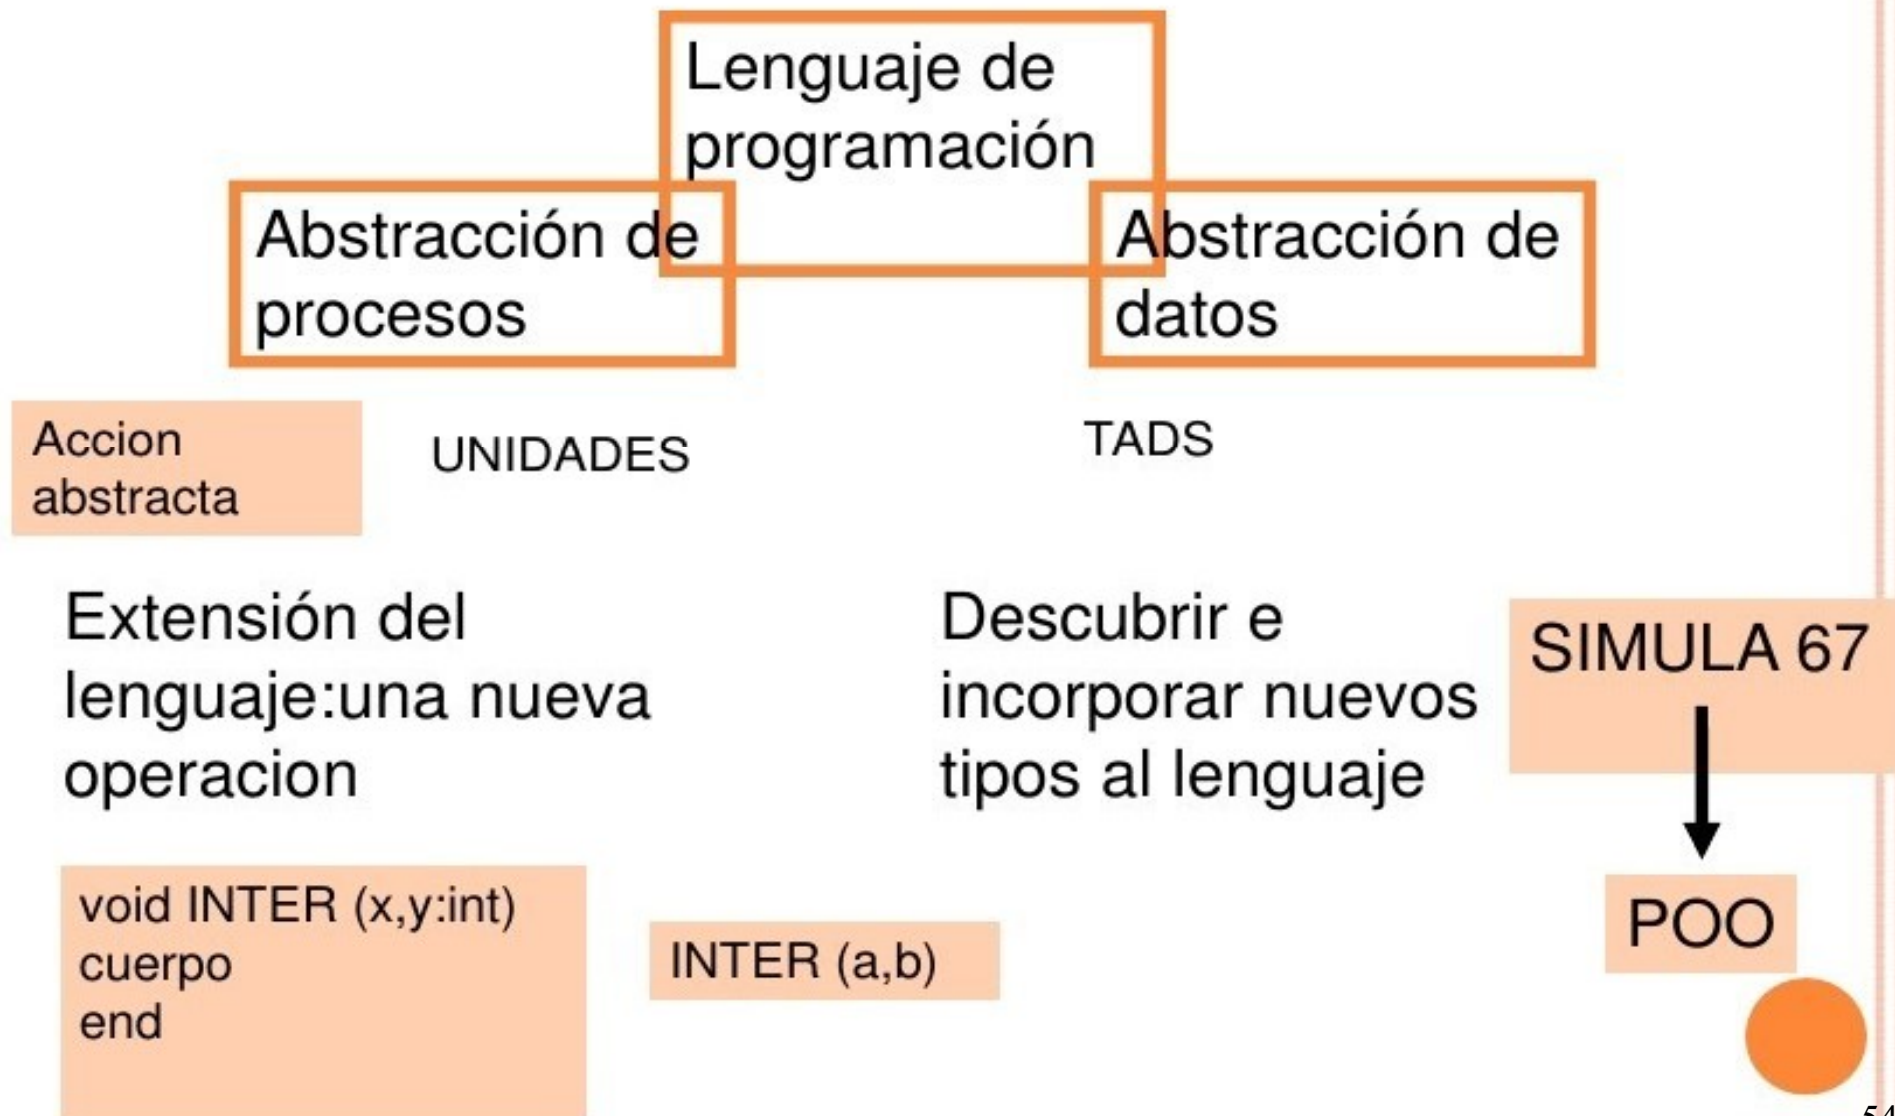 Lenguaje de
programación
Abstracción de
procesos
Abstracción de
datos
Accion
abstracta
UNIDADES
TADS
Extensión del
lenguaje:una nueva
operacion
Descubrir e
incorporar nuevos
tipos al lenguaje
SIMULA 67
void INTER (x,y:int)
cuerpo
end
INTER (a,b)
POO
54